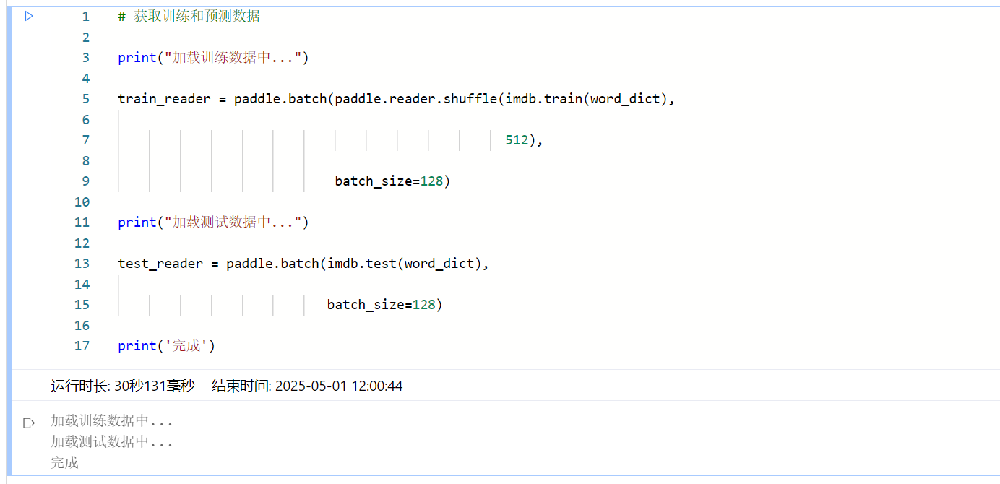 1 # 获取训练和预测数据
2
3 print("加载训练数据中...")
4
5 train_reader = paddle.batch(paddle.reader.shuffle(imdb.train(word_dict),
6
7 512),
8
9 batch_size=128)
10
11 print("加载测试数据中...")
12
13 test_reader = paddle.batch(imdb.test(word_dict),
14
15 batch_size=128)
16
17 print('完成')
运行时长: 30秒131毫秒 结束时间: 2025-05-01 12:00:44
加载训练数据中...
加载测试数据中...
完成